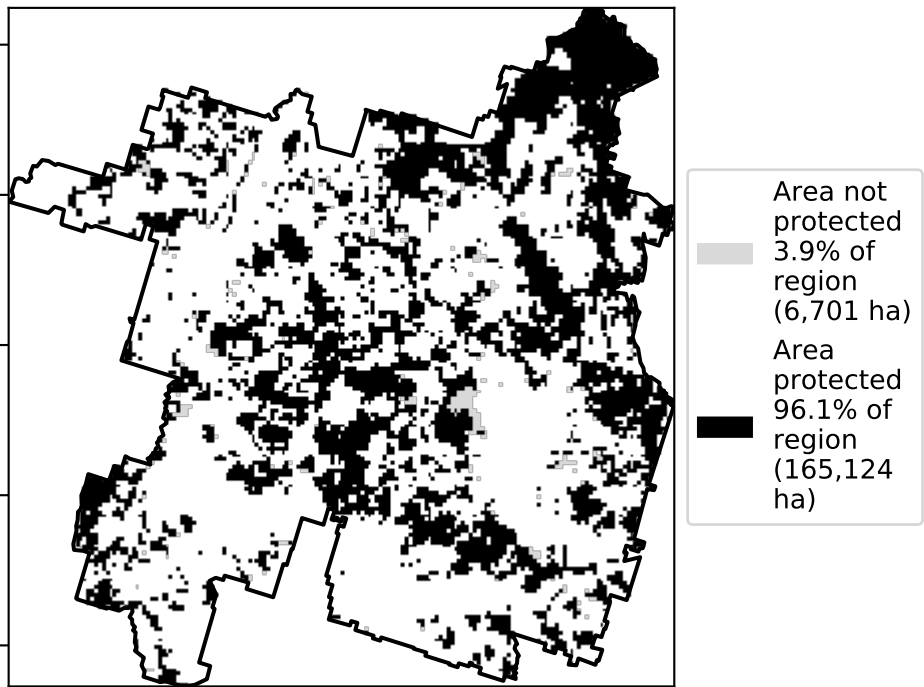 Area not
protected
3.9% of
region
(6,701 ha)
Area
protected
96.1% of
region
(165,124
ha)